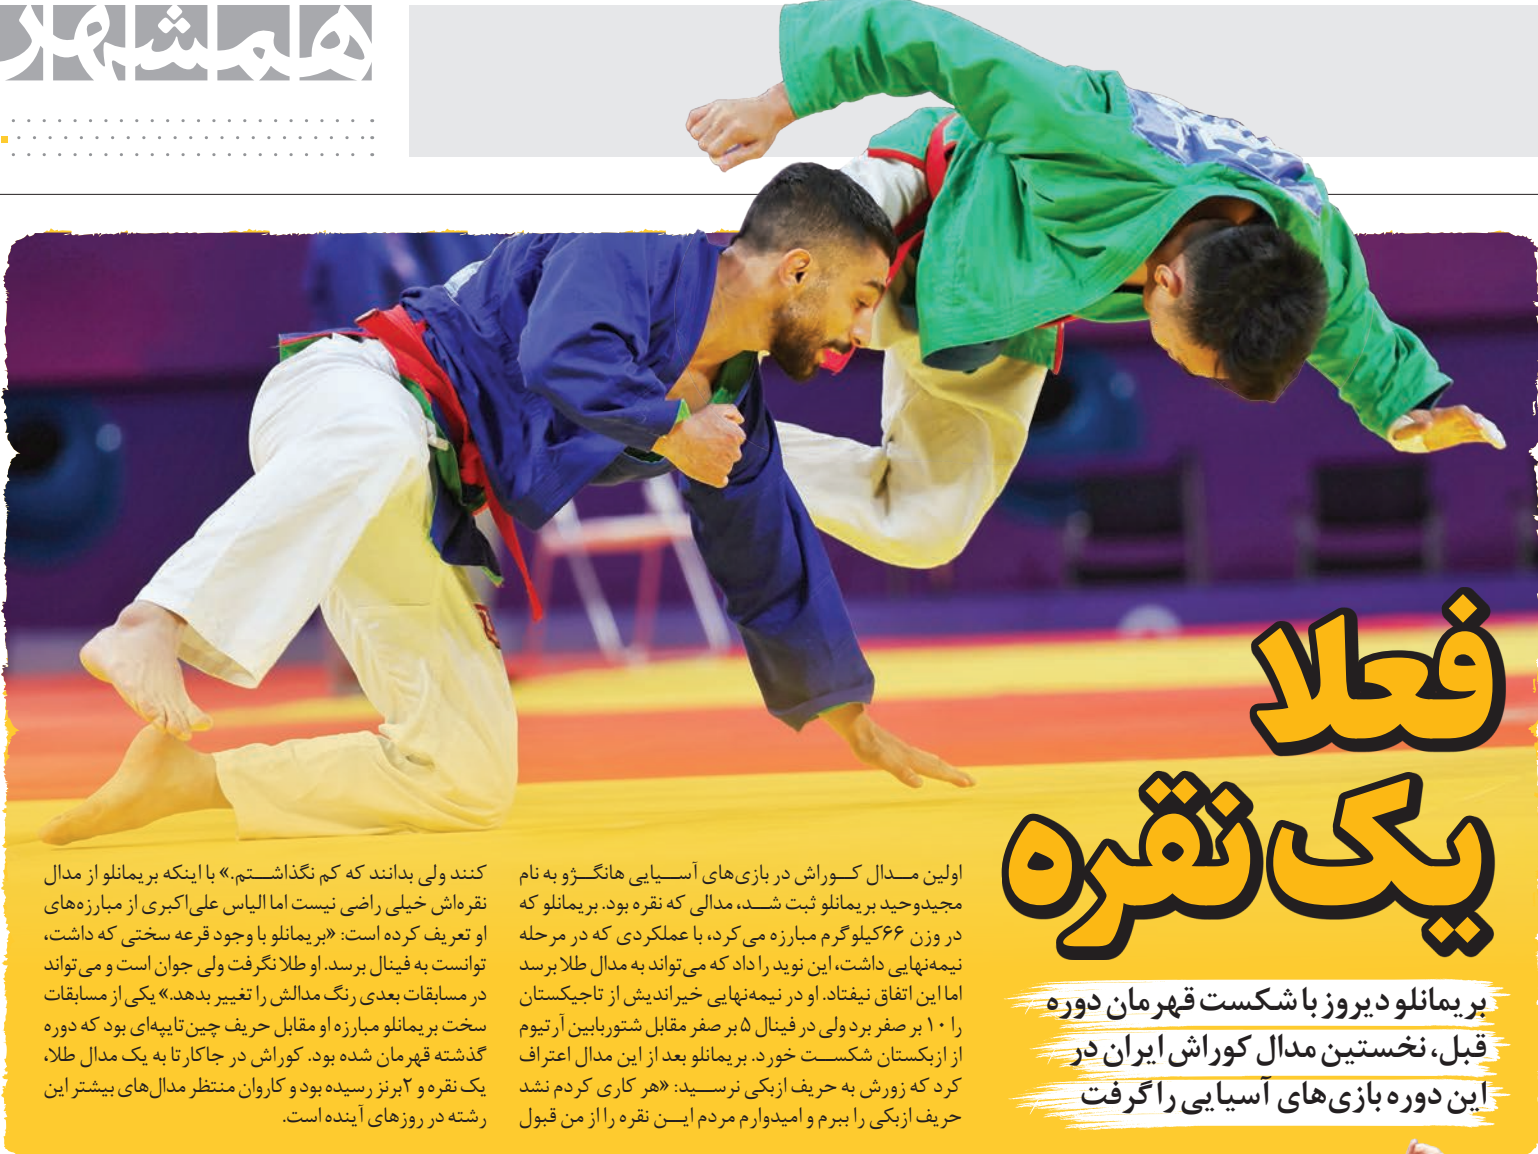 همشهری
فعلا
یک نقره
بریمانلو دیروز با شکست قهرمان دوره
قبل، نخستین مدال کوراش ایران در
این دوره بازی‌های آسیایی را گرفت
اولین مــدال کــوراش در بازی‌های آســیایی هانگــژو به نام
مجیدوحید بریمانلو ثبت شــد، مدالی که نقره بود. بریمانلو که
در وزن ۶۶کیلوگرم مبارزه می‌کرد، با عملکردی که در مرحله
نیمه‌نهایی داشت، این نوید را داد که می‌تواند به مدال طلا برسد
اما این اتفاق نیفتاد. او در نیمه‌نهایی خیراندیش از تاجیکستان
را ۱۰ بر صفر برد ولی در فینال ۵ بر صفر مقابل شتوربابین آرتیوم
از ازبکستان شکســت خورد. بریمانلو بعد از این مدال اعتراف
کرد که زورش به حریف ازبکی نرســید: «هر کاری کردم نشد
حریف ازبکی را ببرم و امیدوارم مردم ایــن نقره را از من قبول
کنند ولی بدانند که کم نگذاشــتم.» با اینکه بریمانلو از مدال
نقره‌اش خیلی راضی نیست اما الیاس علی‌اکبری از مبارزه‌های
او تعریف کرده است: «بریمانلو با وجود قرعه سختی که داشت،
توانست به فینال برسد. او طلا نگرفت ولی جوان است و می‌تواند
در مسابقات بعدی رنگ مدالش را تغییر بدهد.» یکی از مسابقات
سخت بریمانلو مبارزه او مقابل حریف چین‌تایپه‌ای بود که دوره
گذشته قهرمان شده بود. کوراش در جاکارتا به یک مدال طلا،
یک نقره و ۲برنز رسیده بود و کاروان منتظر مدال‌های بیشتر این
رشته در روزهای آینده است.